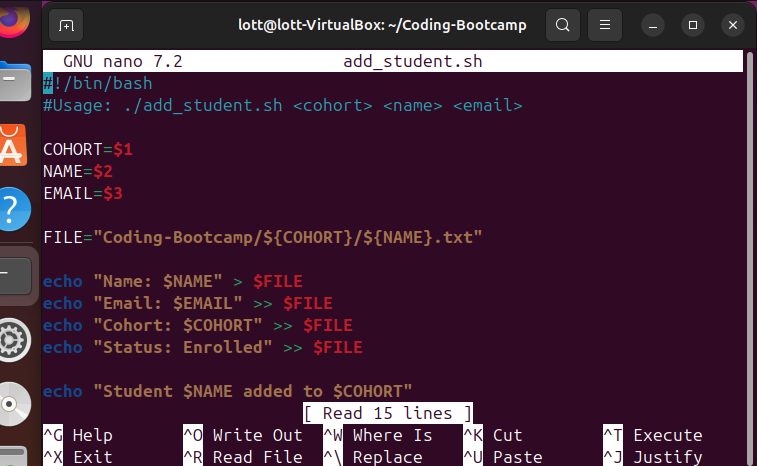 lott@lott-VirtualBox: ~/Coding-Bootcamp
GNU nano 7.2 add_student.sh
#!/bin/bash
#Usage: ./add_student.sh <cohort> <name> <email>
COHORT=$1
NAME=$2
EMAIL=$3
FILE="Coding-Bootcamp/${COHORT}/${NAME}.txt"
echo "Name: $NAME" > $FILE
echo "Email: $EMAIL" >> $FILE
echo "Cohort: $COHORT" >> $FILE
echo "Status: Enrolled" >> $FILE
echo "Student $NAME added to $COHORT"
[ Read 15 lines ]
^G Help ^O Write Out ^W Where Is ^K Cut ^T Execute
^X Exit ^R Read File ^\ Replace ^U Paste ^J Justify